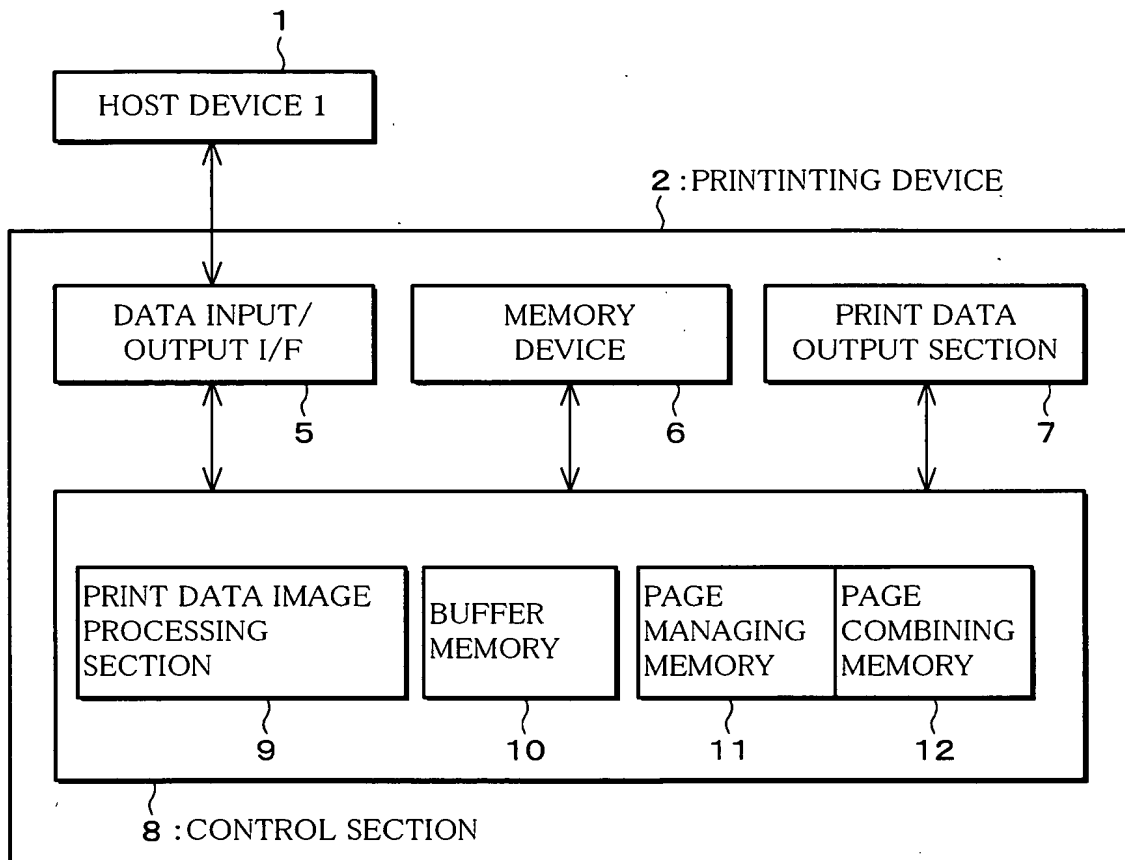 1
HOST DEVICE 1
2 :PRINTINTING DEVICE
DATA INPUT/
OUTPUT I/F
MEMORY
DEVICE
PRINT DATA
OUTPUT SECTION
5
6
7
PRINT DATA IMAGE
PROCESSING
SECTION
BUFFER
MEMORY
PAGE
MANAGING
MEMORY
PAGE
COMBINING
MEMORY
9
10
11
12
8 :CONTROL SECTION